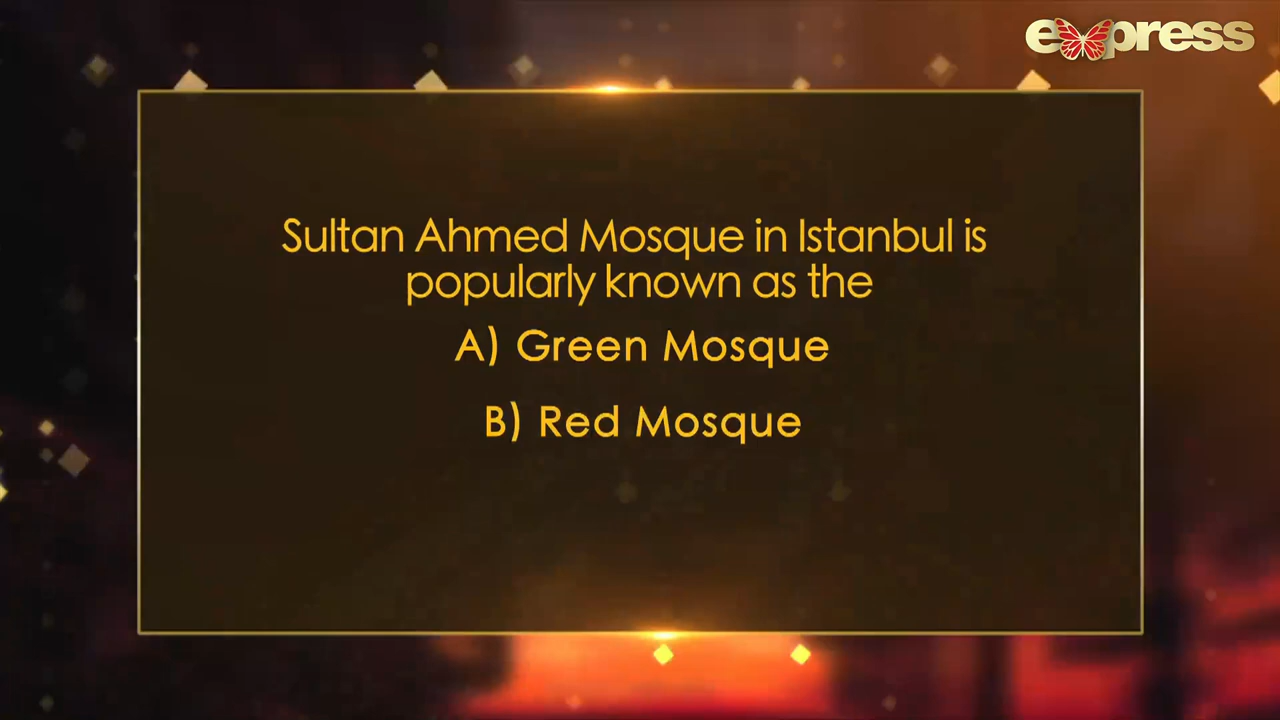 express
Sultan Ahmed Mosque in Istanbul is
popularly known as the
A) Green Mosque
B) Red Mosque